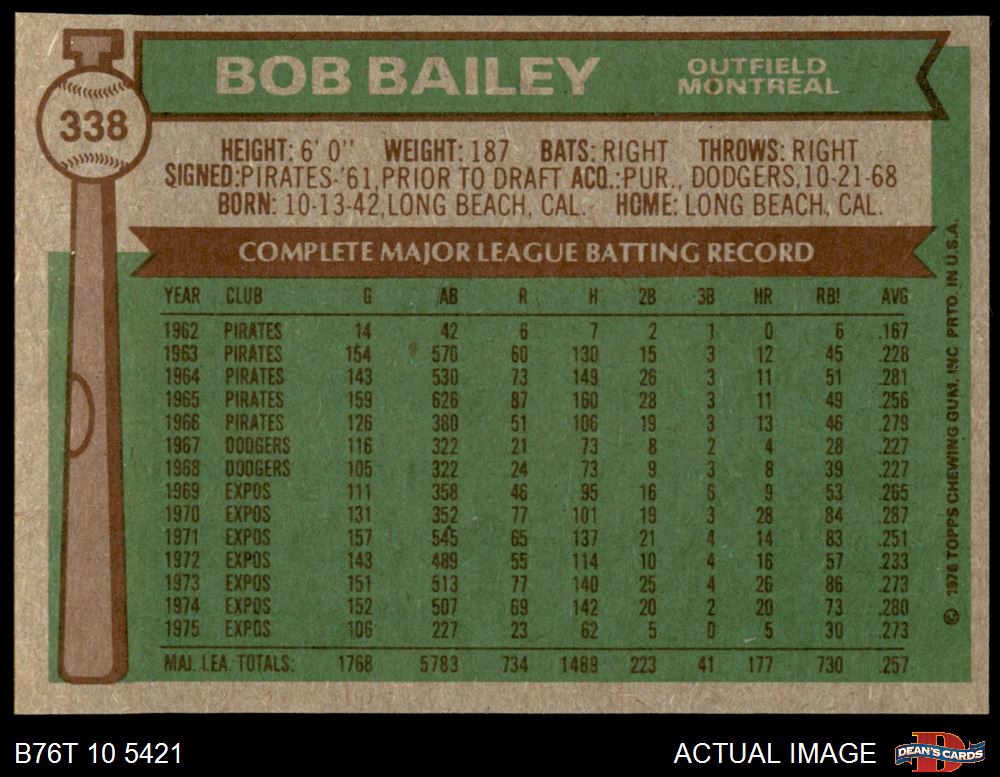 BOB BAILEY
OUTFIELD
MONTREAL
338
HEIGHT: 6' 0" WEIGHT: 187 BATS: RIGHT THROWS: RIGHT
SIGNED:PIRATES-'61,PRIOR TO DRAFT ACQ.:PUR., DODGERS,10-21-68
BORN: 10-13-42,LONG BEACH, CAL. HOME: LONG BEACH, CAL.
COMPLETE MAJOR LEAGUE BATTING RECORD
YEAR CLUB G AB R H 2B 3B HR RBI AVG
1962 PIRATES 14 42 6 7 2 1 0 6 .167
1963 PIRATES 154 570 60 130 15 3 12 45 .228
1964 PIRATES 143 530 73 149 26 3 11 51 .281
1965 PIRATES 159 626 87 160 28 3 11 49 .256
1966 PIRATES 126 380 51 106 19 3 13 46 .279
1967 DODGERS 116 322 21 73 8 2 4 28 .227
1968 DODGERS 105 322 24 73 9 3 8 39 .227
1969 EXPOS 111 358 46 95 16 6 9 53 .265
1970 EXPOS 131 352 77 101 19 3 28 84 .287
1971 EXPOS 157 545 65 137 21 4 14 83 .251
1972 EXPOS 143 489 55 114 10 4 16 57 .233
1973 EXPOS 151 513 77 140 25 4 26 86 .273
1974 EXPOS 152 507 69 142 20 2 20 73 .280
1975 EXPOS 106 227 23 62 5 0 5 30 .273
MAJ. LEA. TOTALS: 1768 5783 734 1489 223 41 177 730 .257
© 1976 TOPPS CHEWING GUM, INC PRTD. IN U.S.A.
B76T 10 5421
ACTUAL IMAGE
D
DEAN'S CARDS